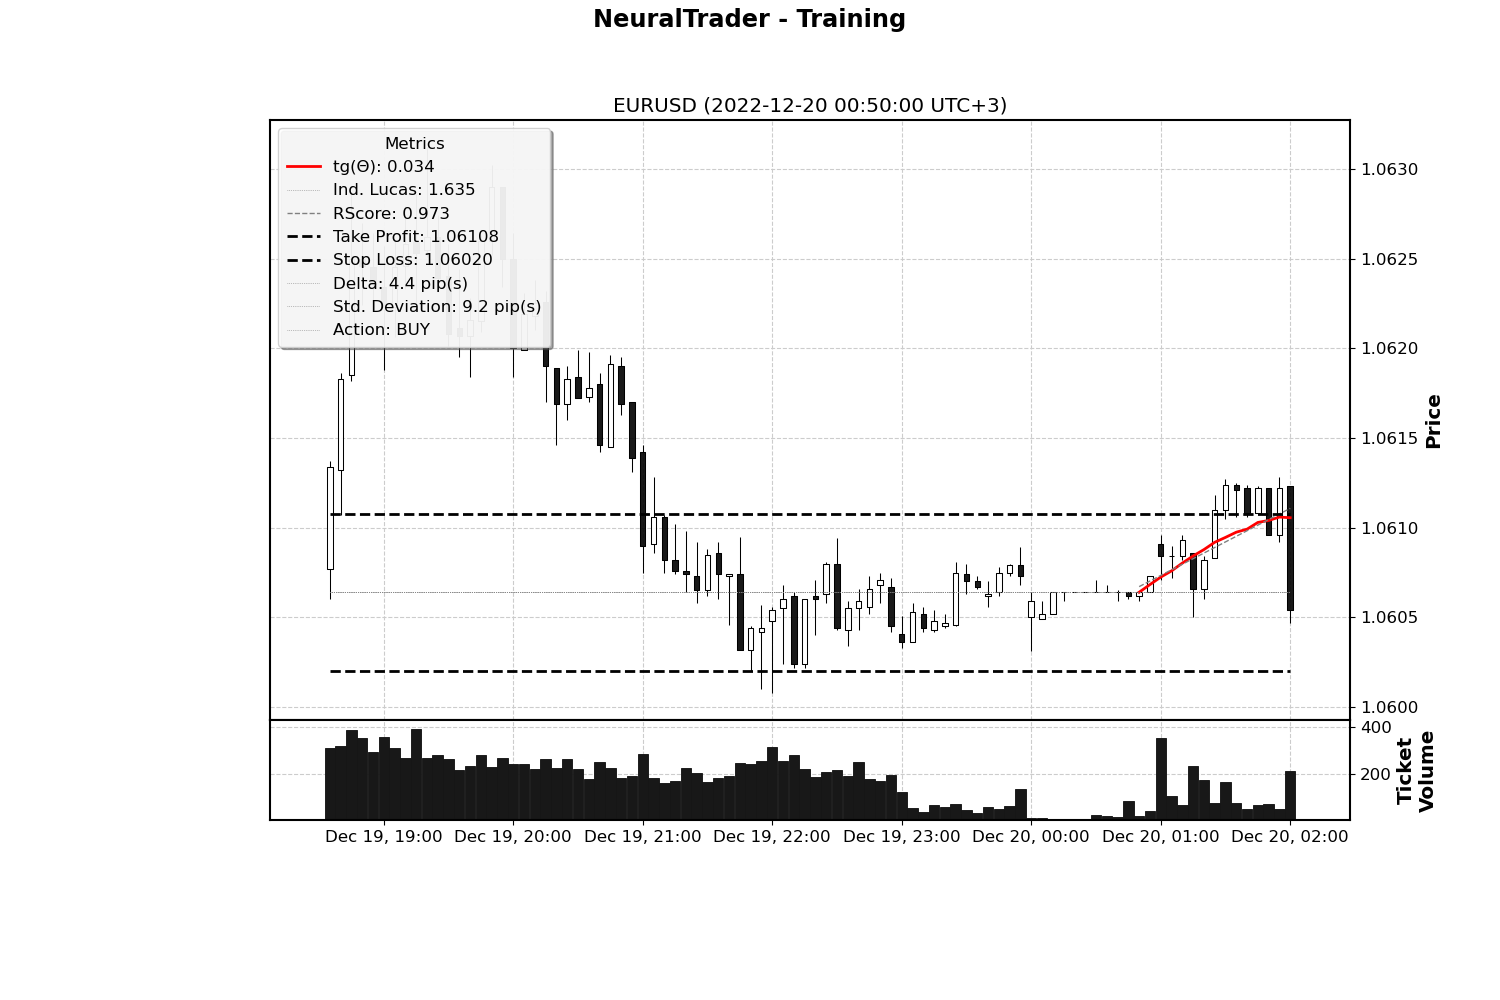 NeuralTrader - Training
EURUSD (2022-12-20 00:50:00 UTC+3)
Metrics
tg(Θ): 0.034
Ind. Lucas: 1.635
RScore: 0.973
Take Profit: 1.06108
Stop Loss: 1.06020
Delta: 4.4 pip(s)
Std. Deviation: 9.2 pip(s)
Action: BUY
1.0630
1.0625
1.0620
1.0615
1.0610
1.0605
1.0600
Price
400
200
Ticket
Volume
Dec 19, 19:00 Dec 19, 20:00 Dec 19, 21:00 Dec 19, 22:00 Dec 19, 23:00 Dec 20, 00:00 Dec 20, 01:00 Dec 20, 02:00